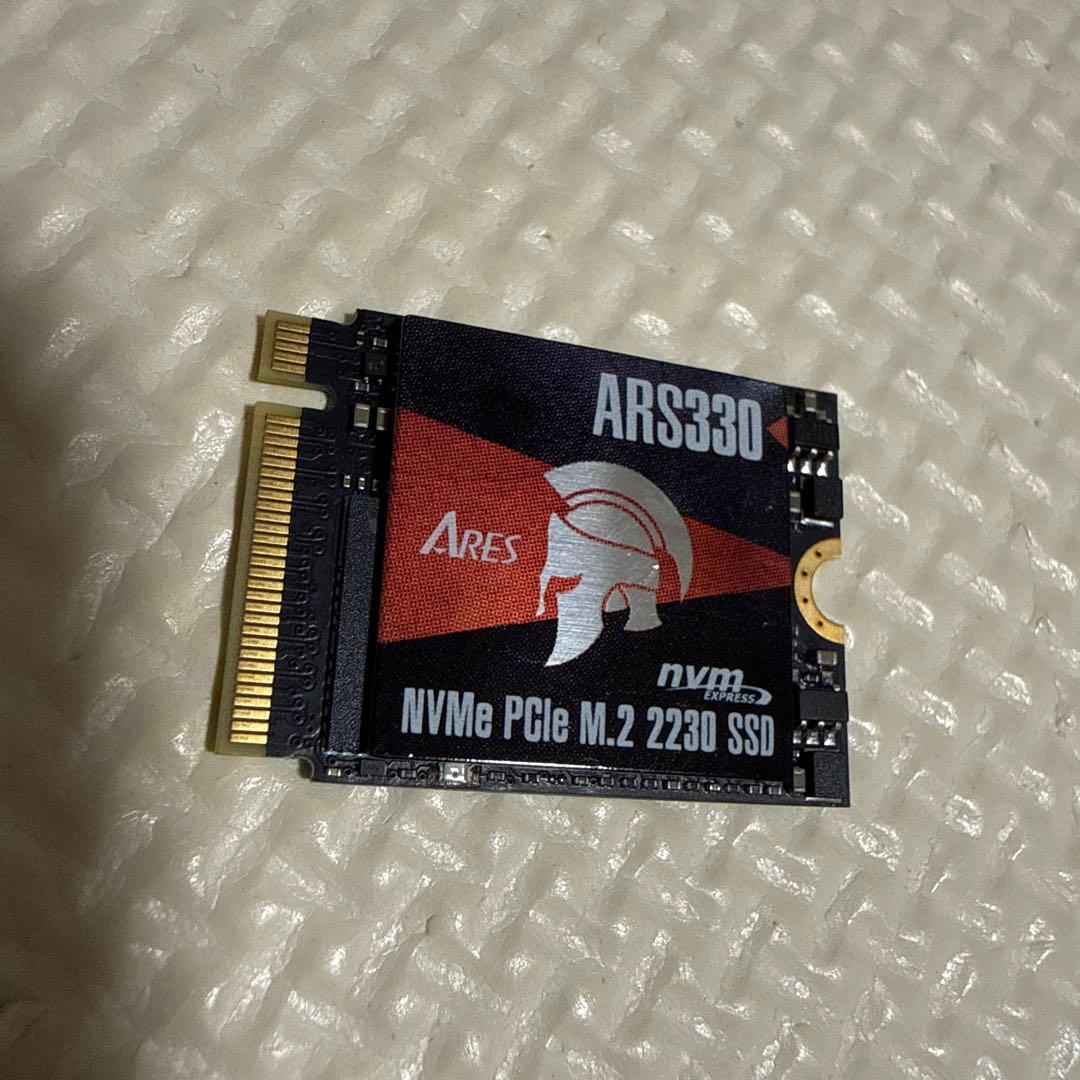 ARS330
ARES
nvm
EXPRESS
NVMe PCIe M.2 2230 SSD